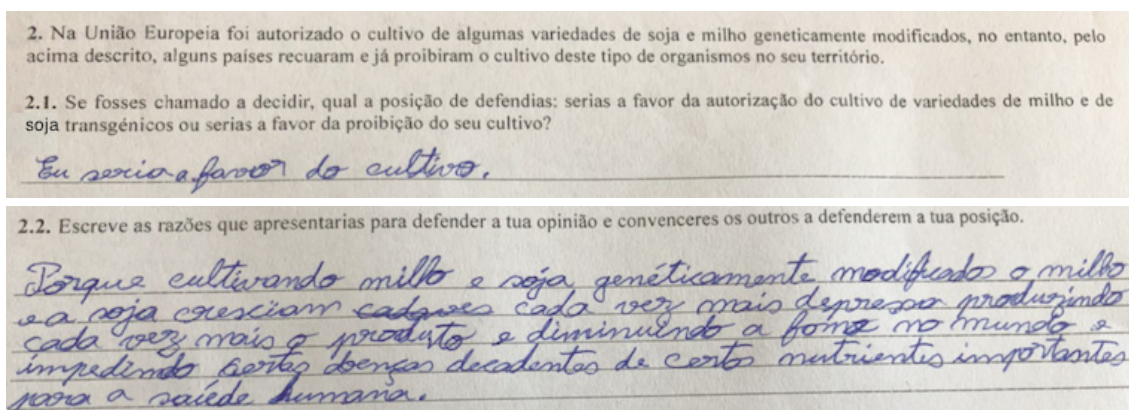 2. Na União Europeia foi autorizado o cultivo de algumas variedades de soja e milho geneticamente modificados, no entanto, pelo
acima descrito, alguns países recuaram e já proibiram o cultivo deste tipo de organismos no seu território.
2.1. Se fosses chamado a decidir, qual a posição de defendias: serias a favor da autorização do cultivo de variedades de milho e de
soja transgénicos ou serias a favor da proibição do seu cultivo?
Eu seria a favor do cultivo.
2.2. Escreve as razões que apresentarias para defender a tua opinião e convenceres os outros a defenderem a tua posição.
Porque cultivando milho e soja genéticamente modificados o milho
e a soja cresciam cada vez mais depressa produzindo
cada vez mais o produto e diminuindo a fome no mundo e
impedindo certas doenças decadentes de certos nutrientes importantes
para a saúde humana.